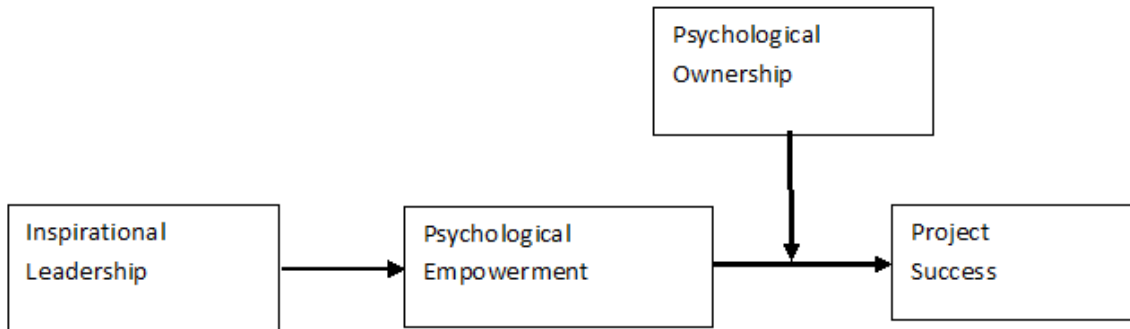 Psychological
Ownership
Inspirational
Leadership
Psychological
Empowerment
Project
Success